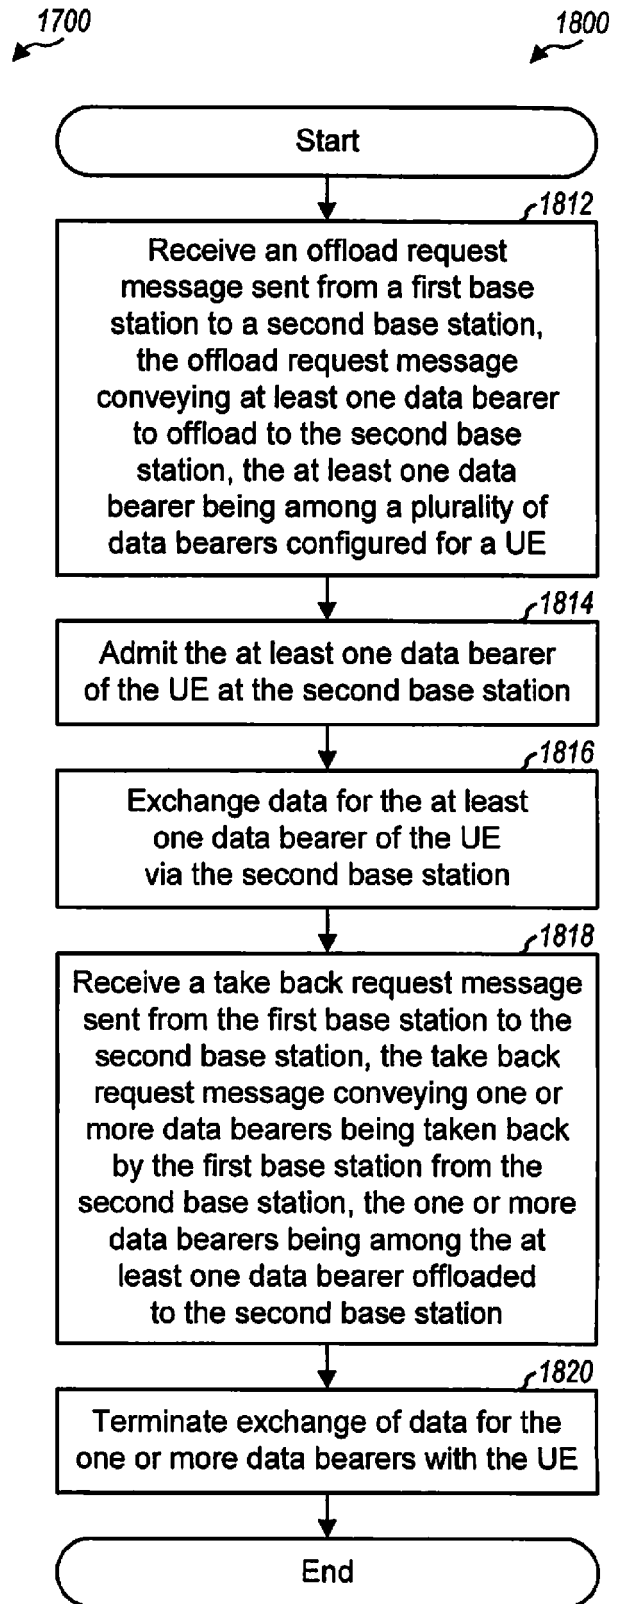 1700
1800
Start
1812
Receive an offload request
message sent from a first base
station to a second base station,
the offload request message
conveying at least one data bearer
to offload to the second base
station, the at least one data
bearer being among a plurality of
data bearers configured for a UE
1814
Admit the at least one data bearer
of the UE at the second base station
1816
Exchange data for the at least
one data bearer of the UE
via the second base station
1818
Receive a take back request message
sent from the first base station to the
second base station, the take back
request message conveying one or
more data bearers being taken back
by the first base station from the
second base station, the one or more
data bearers being among the at
least one data bearer offloaded
to the second base station
1820
Terminate exchange of data for the
one or more data bearers with the UE
End